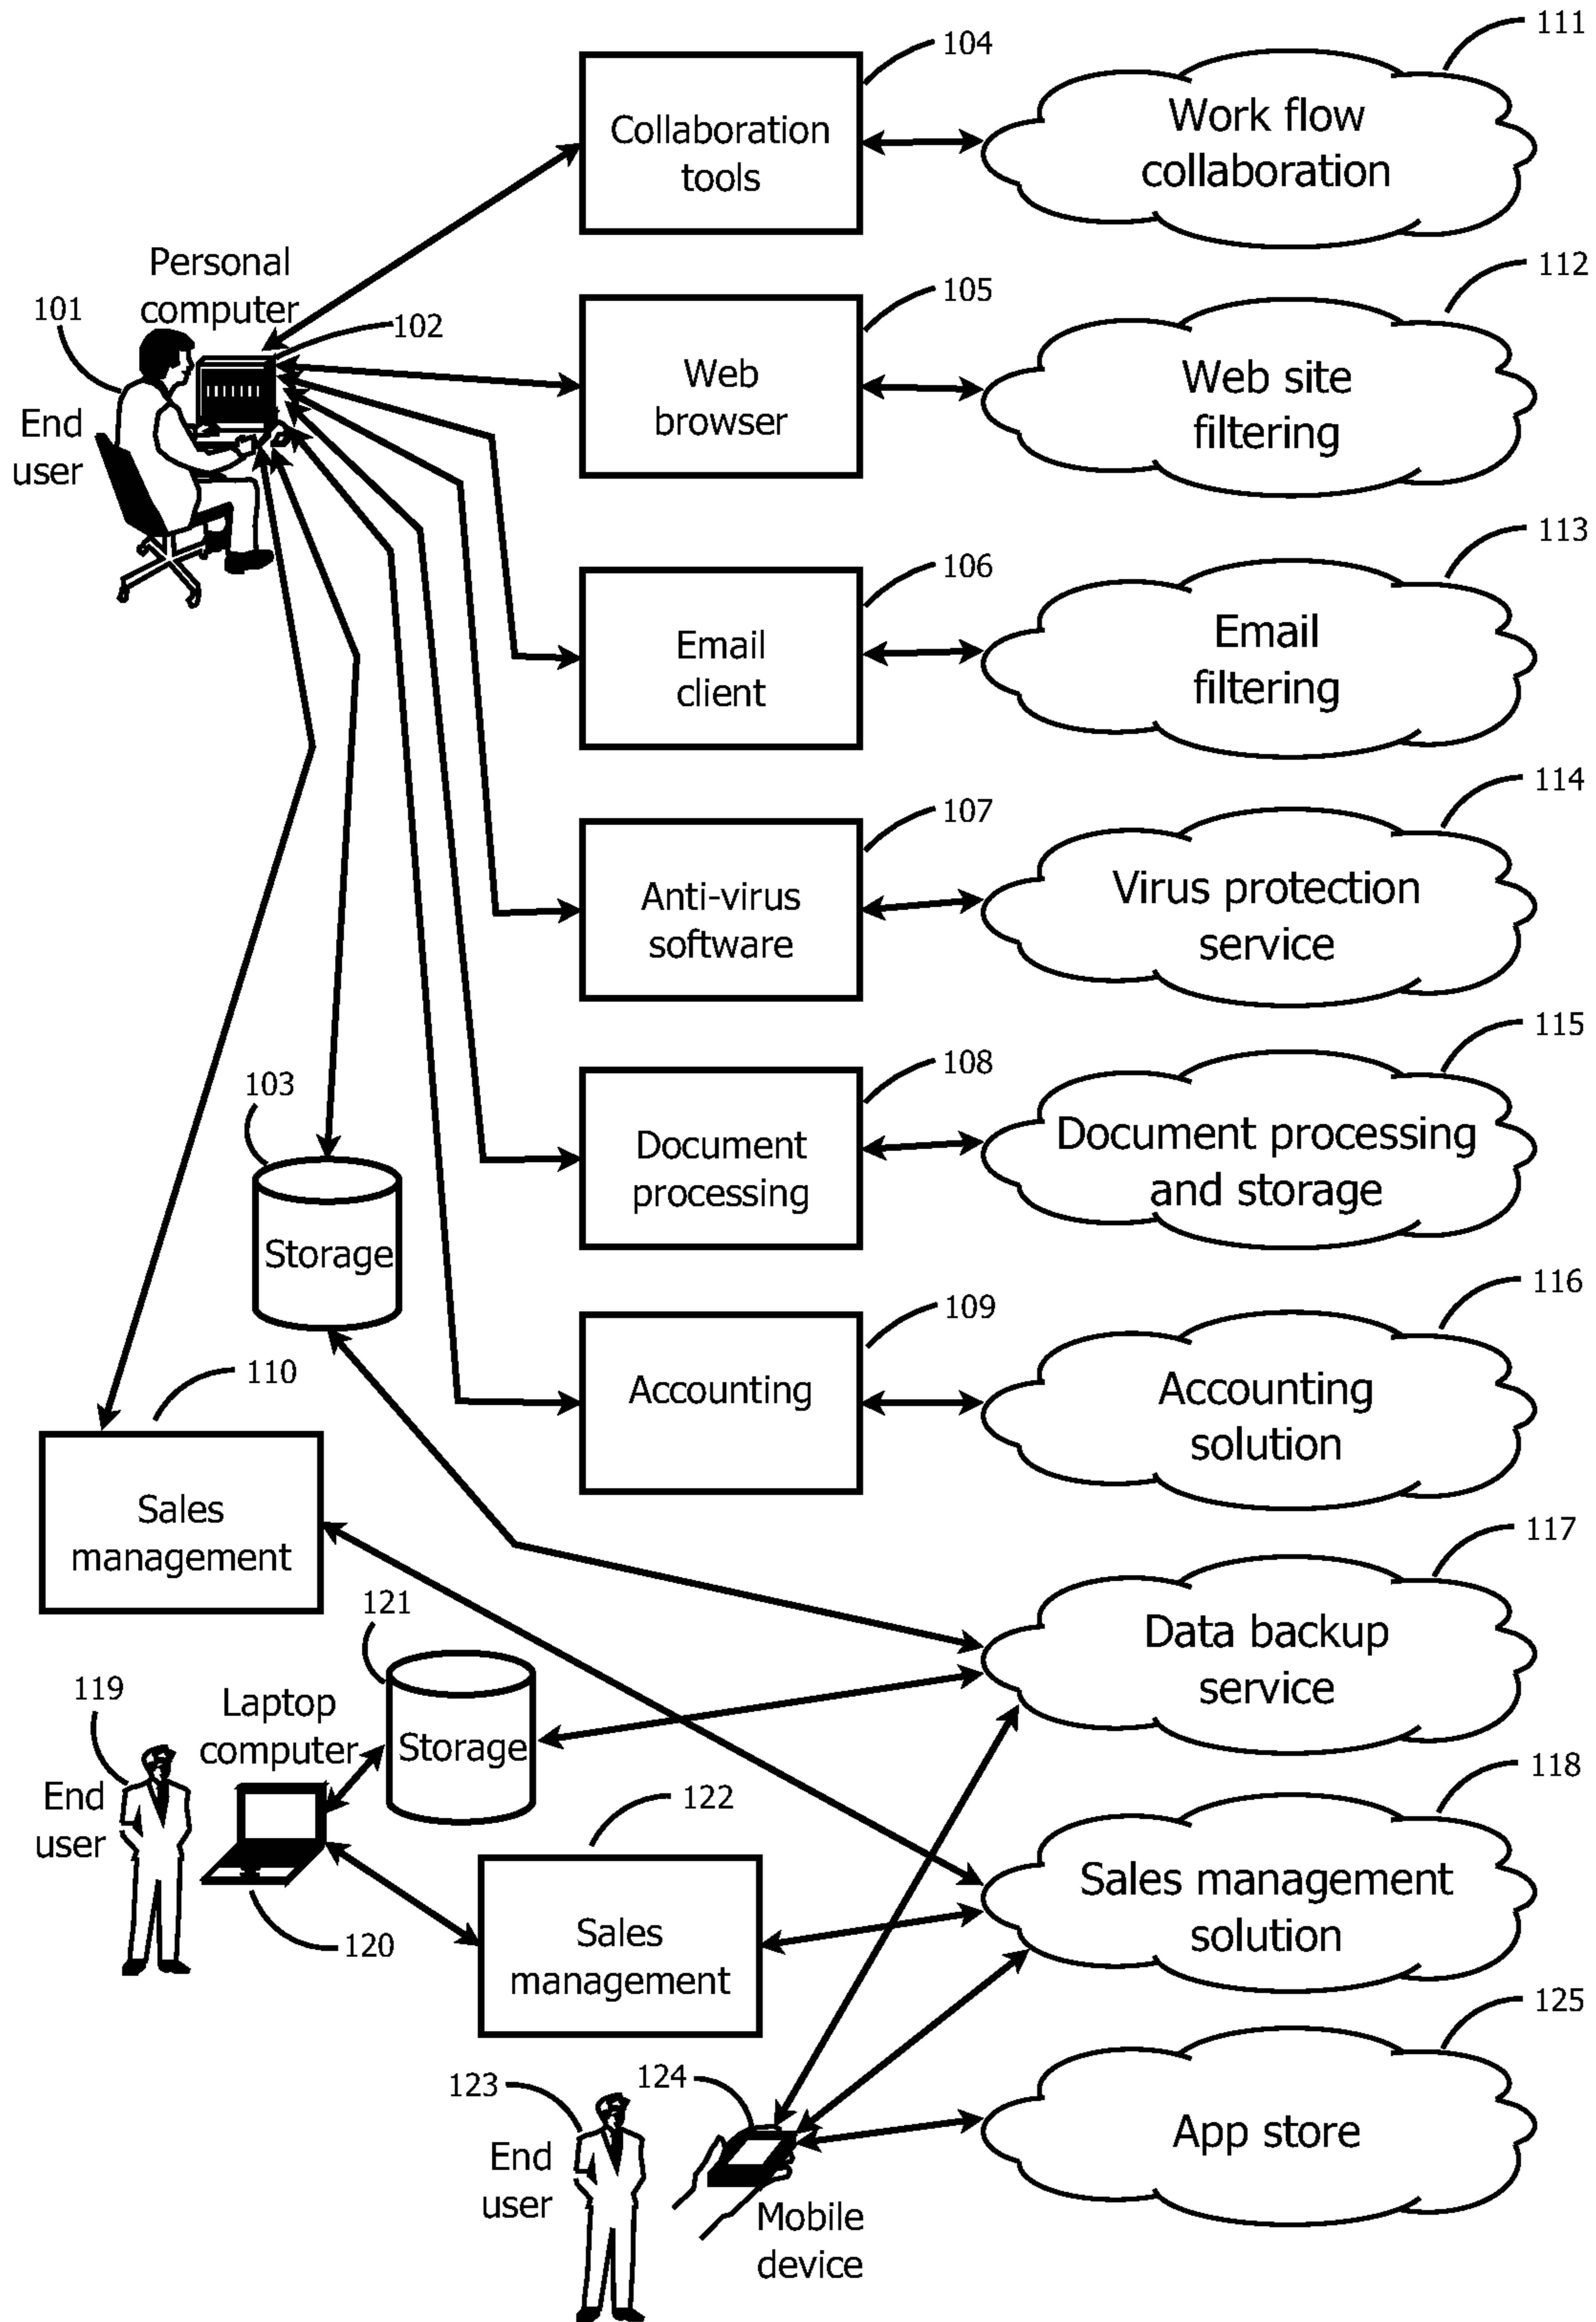 104
111
Collaboration
tools
Work flow
collaboration
Personal
computer
101
102
End
user
105
112
Web
browser
Web site
filtering
106
113
Email
client
Email
filtering
107
114
Anti-virus
software
Virus protection
service
103
Storage
108
115
Document
processing
Document processing
and storage
109
116
Accounting
Accounting
solution
110
Sales
management
117
Data backup
service
121
Storage
119
End
user
Laptop
computer
120
122
Sales
management
118
Sales management
solution
123
End
user
124
Mobile
device
125
App store